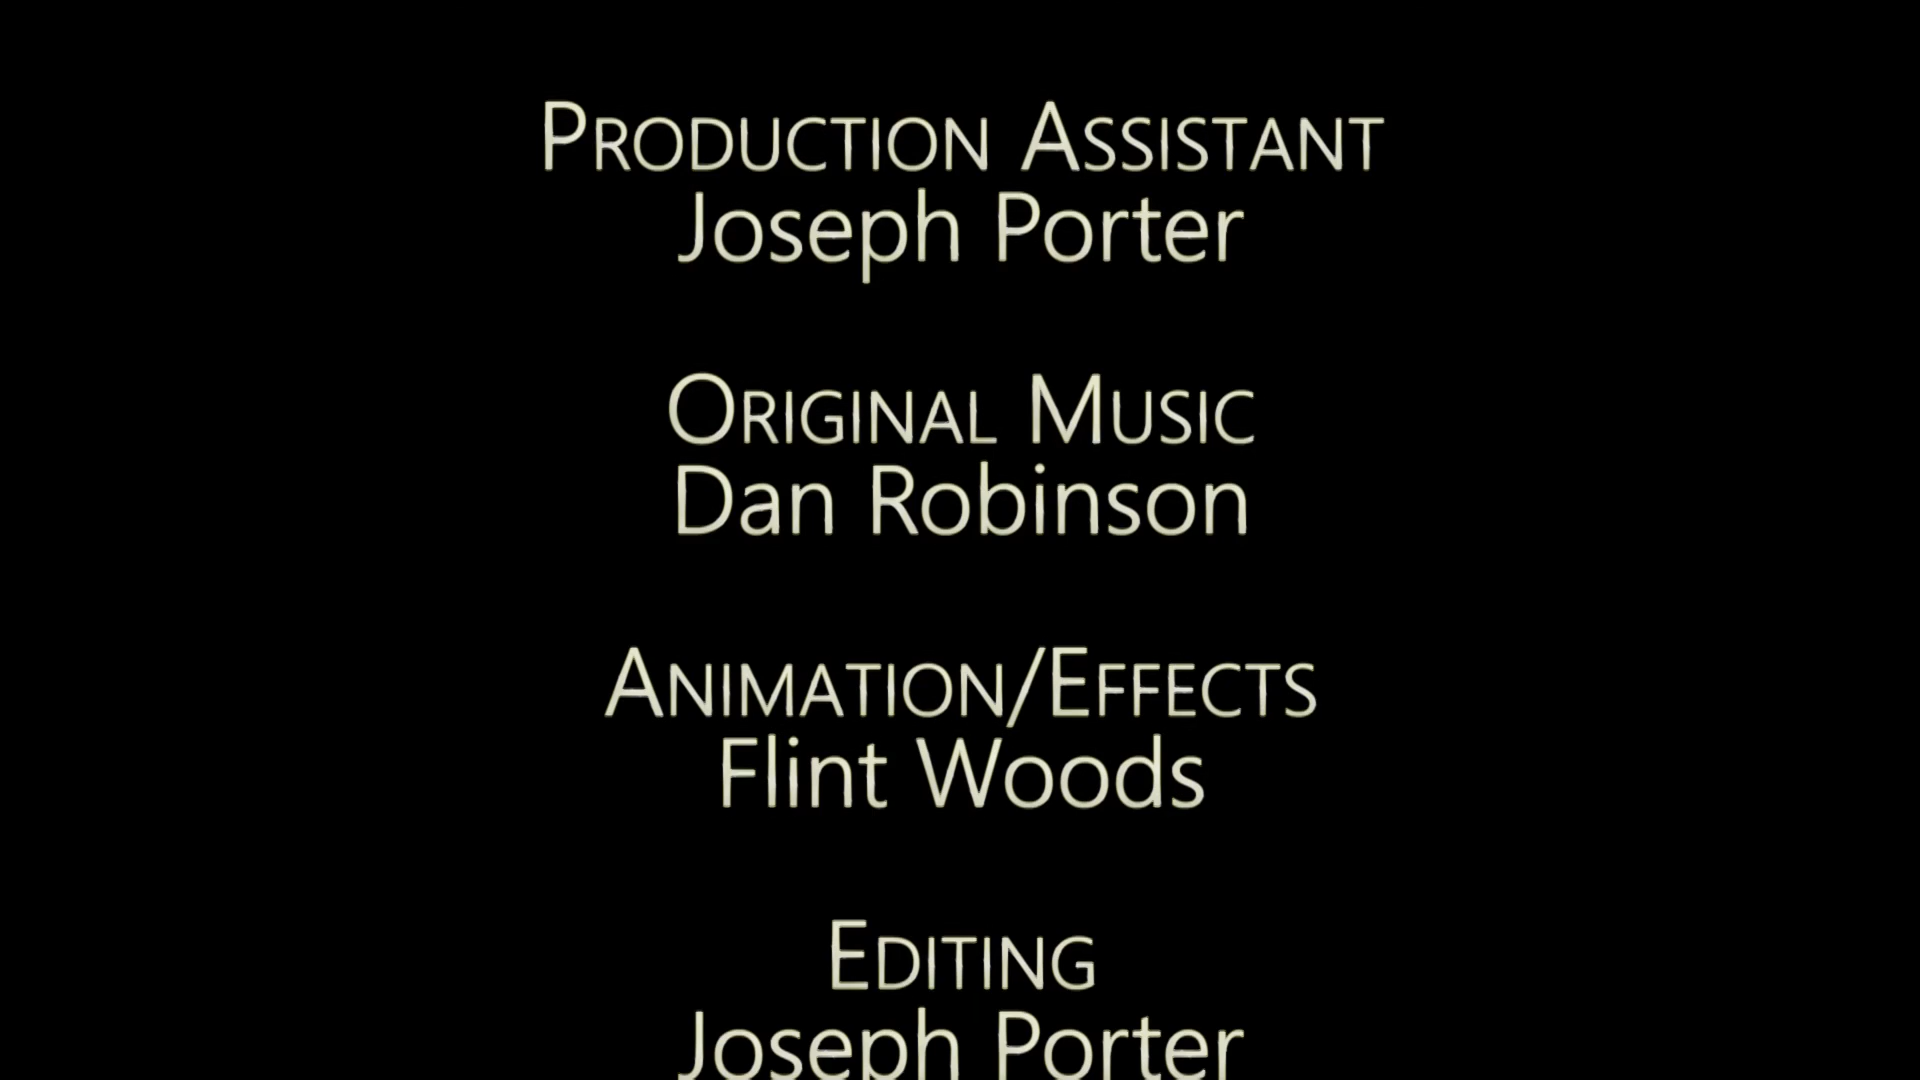 Production Assistant
Joseph Porter
Original Music
Dan Robinson
Animation/Effects
Flint Woods
Editing
Joseph Porter